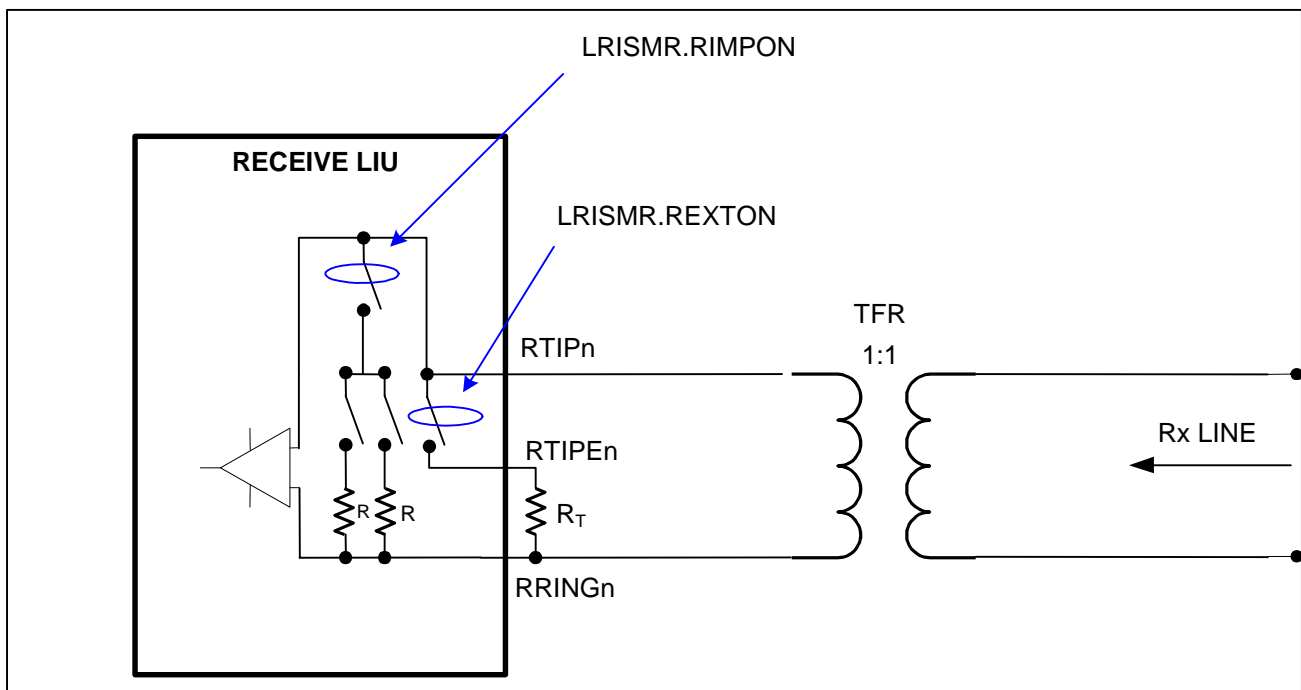 LRISMR.RIMPON
RECEIVE LIU
LRISMR.REXTON
TFR
1:1
RTIPn
Rx LINE
RTIPEn
R
R
RT
RRINGn